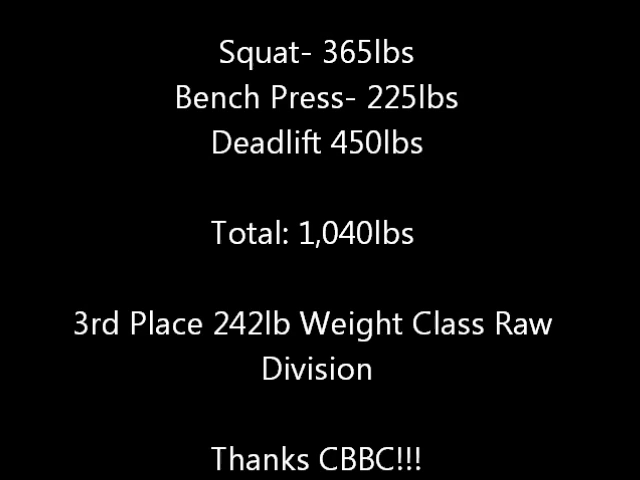 Squat- 365lbs
Bench Press- 225lbs
Deadlift 450lbs
Total: 1,040lbs
3rd Place 242lb Weight Class Raw
Division
Thanks CBBC!!!